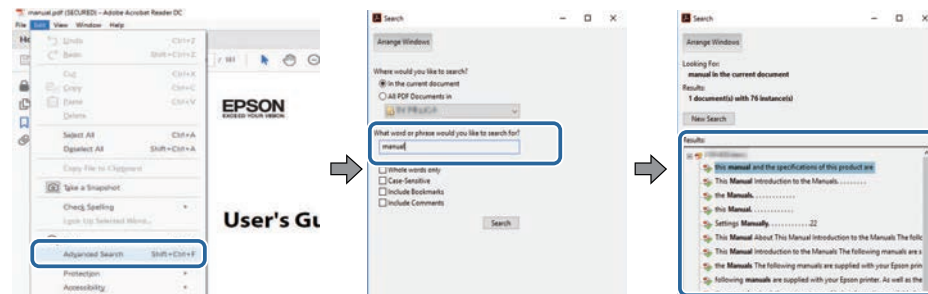 manual.pdf (SECURED) - Adobe Acrobat Reader DC
File Edit View Window Help
Undo Ctrl+Z
Redo Shift+Ctrl+Z
Cut Ctrl+X
Copy Ctrl+C
Paste Ctrl+V
Delete
Select All Ctrl+A
Deselect All Shift+Ctrl+A
Copy File to Clipboard
Take a Snapshot
Check Spelling
Look Up Selected Word...
Advanced Search Shift+Ctrl+F
Protection
Accessibility
EPSON
EXCEED YOUR VISION
User's Gu
Search
Arrange Windows
Where would you like to search?
In the current document
All PDF Documents in
What word or phrase would you like to search for?
manual
Whole words only
Case-Sensitive
Include Bookmarks
Include Comments
Search
Search
Arrange Windows
Looking For:
manual in the current document
Results:
1 document(s) with 76 instance(s)
New Search
Results:
this manual and the specifications of this product are
This Manual Introduction to the Manuals. . . . . . . . .
the Manuals. . . . . . . . . . . . .
this Manual. . . . . . . . . . . . .
Settings Manually. . . . . . . . . . . . .22
This Manual About This Manual Introduction to the Manuals The follo
This Manual Introduction to the Manuals The following manuals are s
the Manuals The following manuals are supplied with your Epson prin
following manuals are supplied with your Epson printer. As well as the